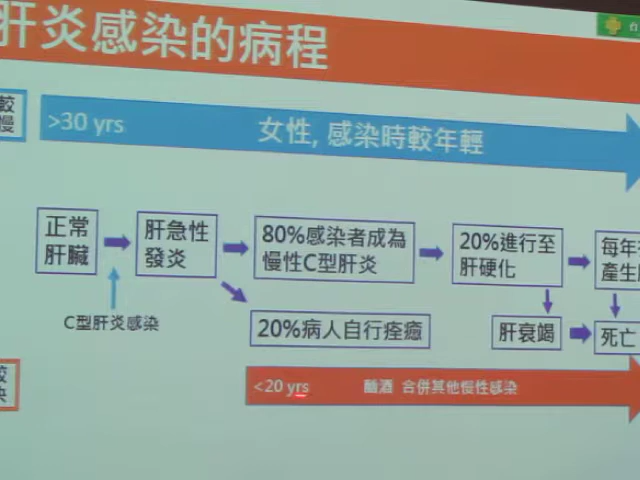 肝炎感染的病程
較
慢
>30 yrs
女性, 感染時較年輕
正常
肝臟
肝急性
發炎
80%感染者成為
慢性C型肝炎
20%進行至
肝硬化
每年
產生
C型肝炎感染
20%病人自行痊癒
肝衰竭
死亡
較
快
<20 yrs
酗酒 合併其他慢性感染